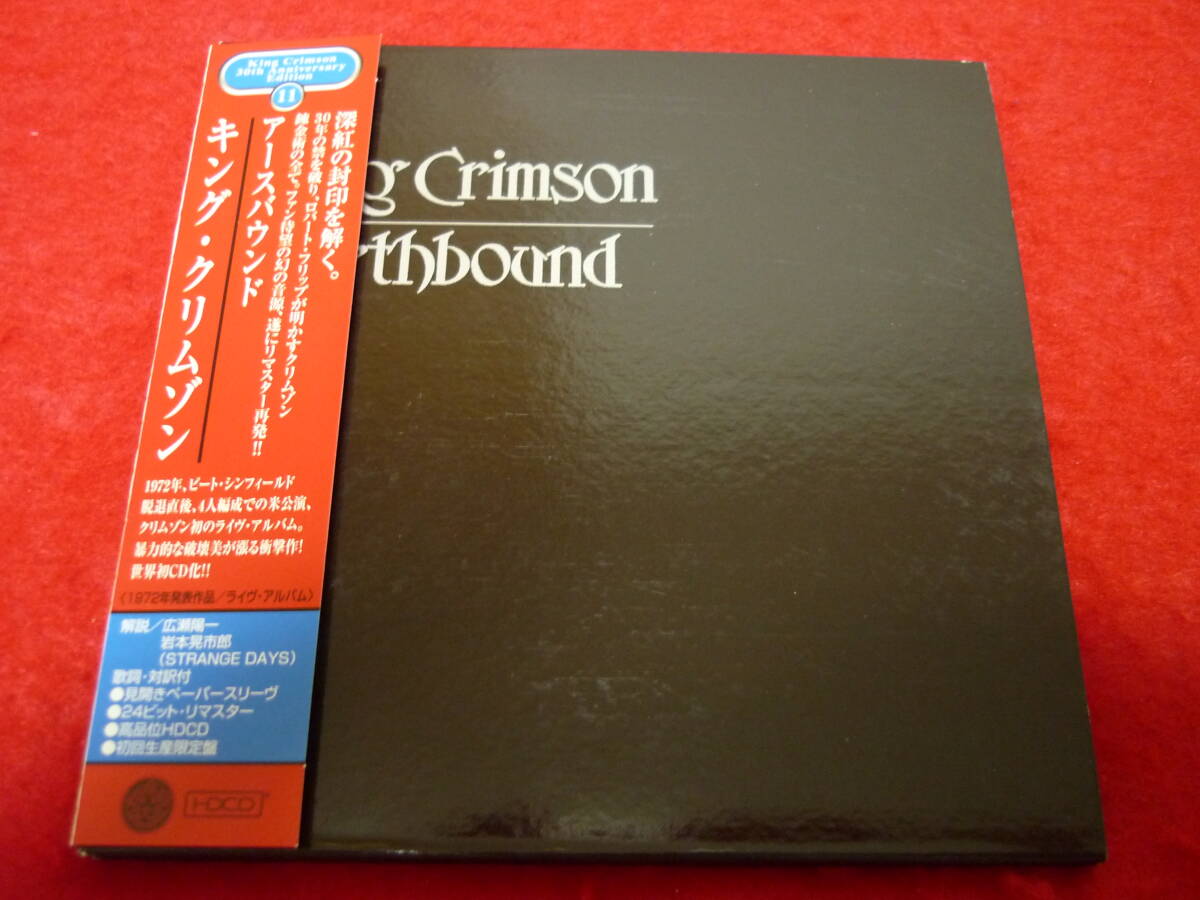 King Crimson
30th Anniversary
Edition
11
深紅の封印を解く。
30年の禁を破り、ロバート・フリップが明かすクリムゾン
錬金術の全て。ファン待望の幻の音源、遂にリマスター再発!!
アースバウンド
キング・クリムゾン
1972年、ピート・シンフィールド
脱退直後、4人編成での米公演、
クリムゾン初のライヴ・アルバム。
暴力的な破壊美が漲る衝撃作!
世界初CD化!!
〈1972年発表作品/ライヴ・アルバム〉
解説/広瀬陽一
岩本晃市郎
(STRANGE DAYS)
歌詞・対訳付
●見開きペーパースリーヴ
●24ビット・リマスター
●高品位HDCD
●初回生産限定盤
HDCD
g Crimson
rthbound